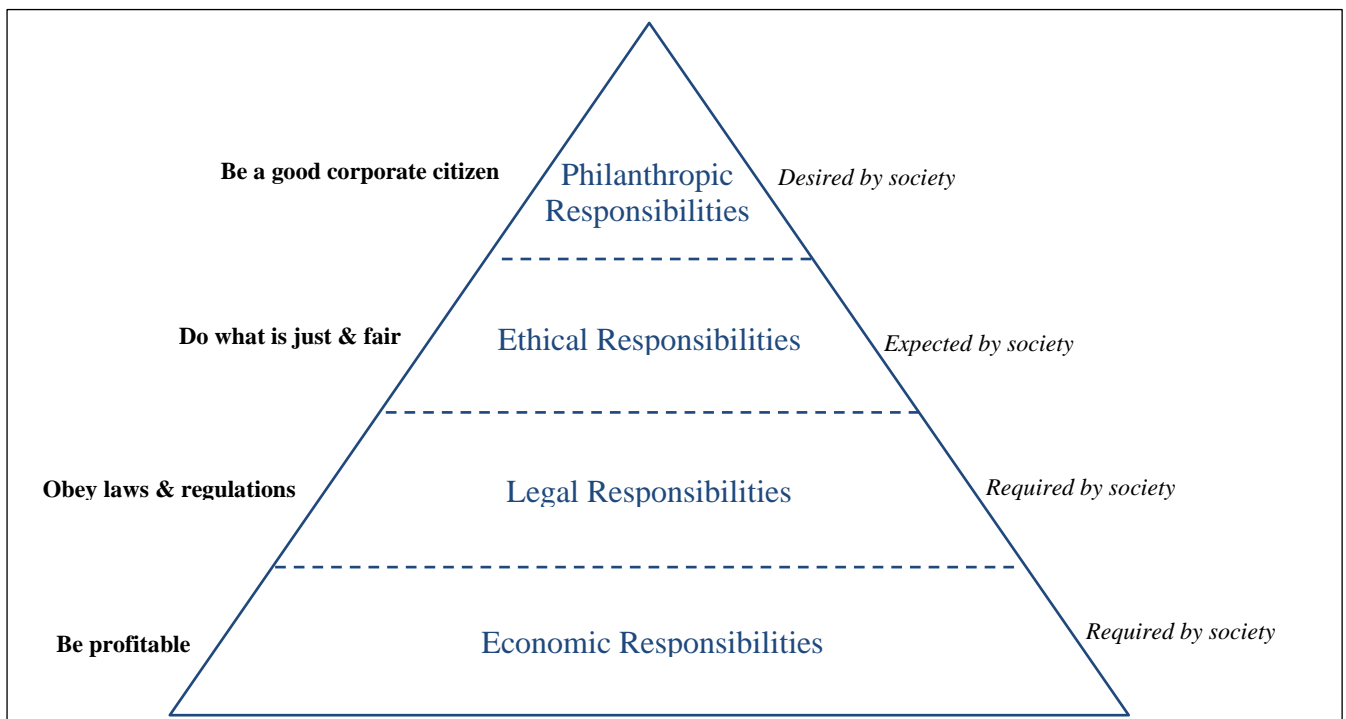 Be a good corporate citizen
Philanthropic
Responsibilities
Desired by society
Do what is just & fair
Ethical Responsibilities
Expected by society
Obey laws & regulations
Legal Responsibilities
Required by society
Be profitable
Economic Responsibilities
Required by society